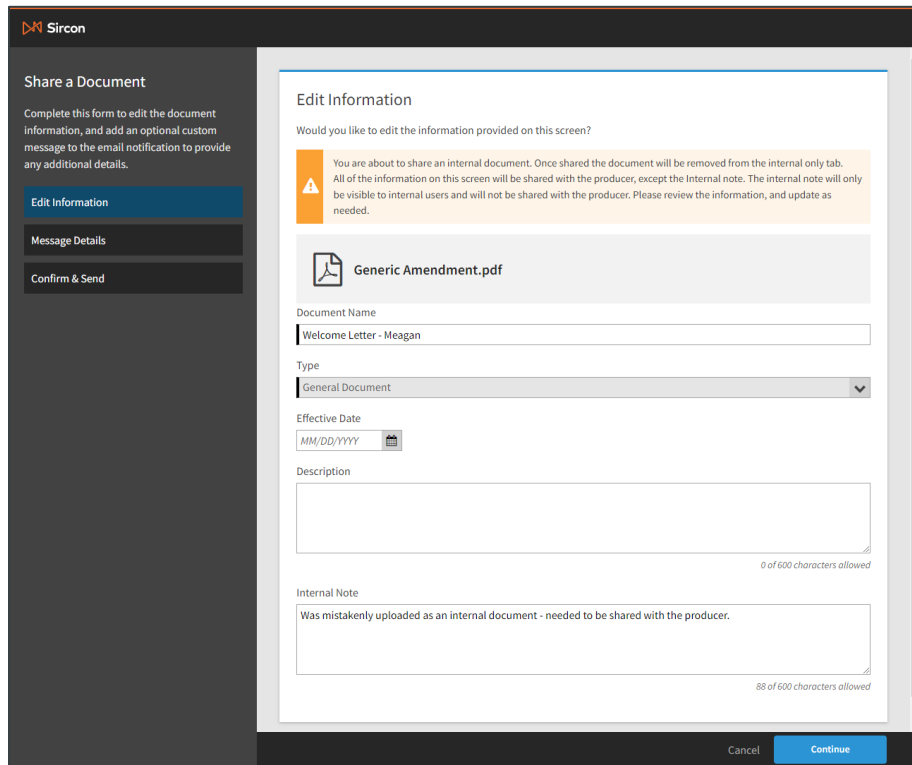 Sircon
Share a Document
Complete this form to edit the document
information, and add an optional custom
message to the email notification to provide
any additional details.
Edit Information
Message Details
Confirm & Send
Edit Information
Would you like to edit the information provided on this screen?
You are about to share an internal document. Once shared the document will be removed from the internal only tab.
All of the information on this screen will be shared with the producer, except the Internal note. The internal note will only
be visible to internal users and will not be shared with the producer. Please review the information, and update as
needed.
Generic Amendment.pdf
Document Name
Welcome Letter - Meagan
Type
General Document
Effective Date
MM/DD/YYYY
Description
0 of 600 characters allowed
Internal Note
Was mistakenly uploaded as an internal document - needed to be shared with the producer.
88 of 600 characters allowed
Cancel
Continue